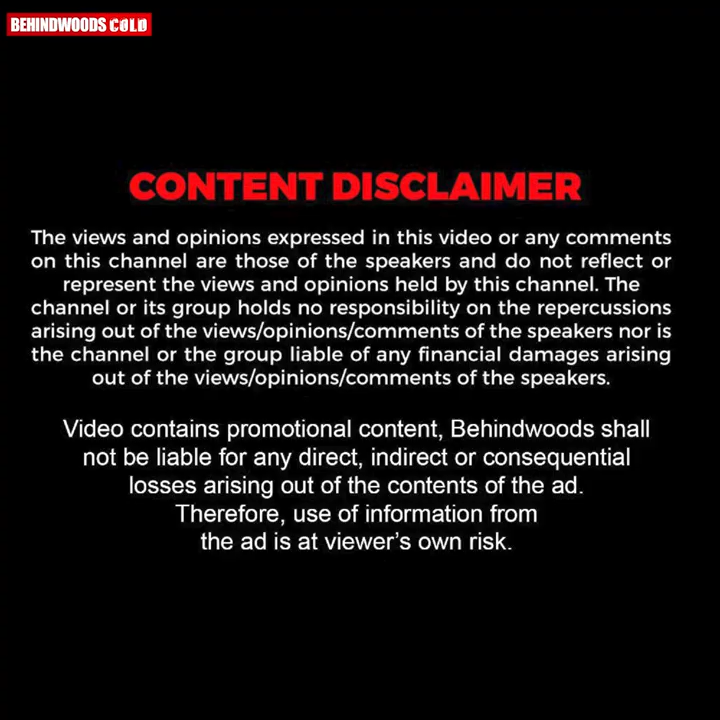 BEHINDWOODS COLD
CONTENT DISCLAIMER
The views and opinions expressed in this video or any comments
on this channel are those of the speakers and do not reflect or
represent the views and opinions held by this channel. The
channel or its group holds no responsibility on the repercussions
arising out of the views/opinions/comments of the speakers nor is
the channel or the group liable of any financial damages arising
out of the views/opinions/comments of the speakers.
Video contains promotional content, Behindwoods shall
not be liable for any direct, indirect or consequential
losses arising out of the contents of the ad.
Therefore, use of information from
the ad is at viewer’s own risk.